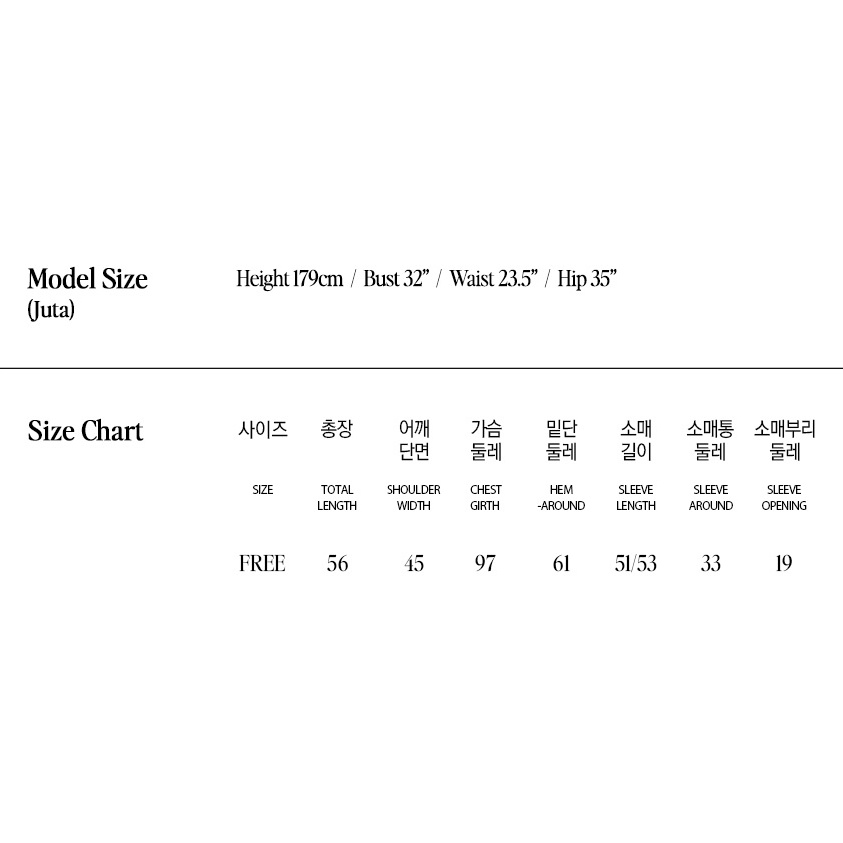 Model Size
(Juta)
Height 179cm / Bust 32” / Waist 23.5” / Hip 35”
Size Chart
사이즈 총장 어깨 가슴 밑단 소매 소매통 소매부리
단면 둘레 둘레 길이 둘레 둘레
SIZE TOTAL SHOULDER CHEST HEM SLEEVE SLEEVE SLEEVE
LENGTH WIDTH GIRTH -AROUND LENGTH AROUND OPENING
FREE 56 45 97 61 51/53 33 19